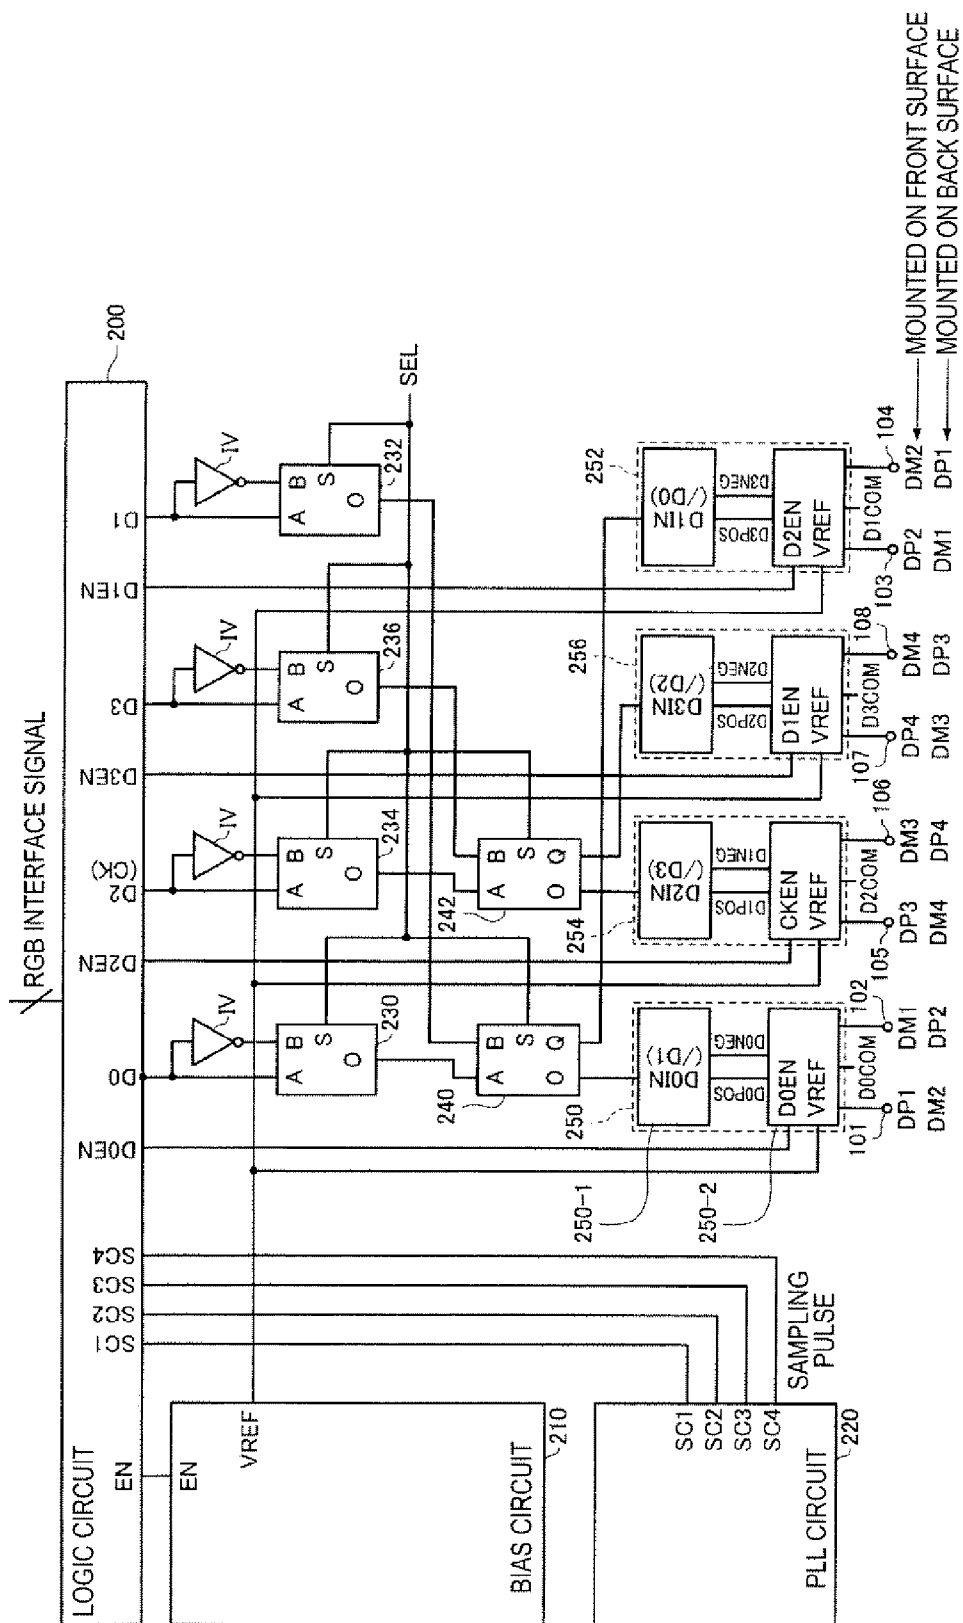 RGB INTERFACE SIGNAL
200
LOGIC CIRCUIT
EN
SC1
SC2
SC3
SC4
D0EN
D0
D2EN
D2
(CK)
D3EN
D3
D1EN
D1
IV
IV
IV
IV
EN
VREF
BIAS CIRCUIT
210
A
B
S
O
230
A
B
S
O
234
A
B
S
O
236
A
B
S
O
232
SEL
240
A
B
S
O
Q
242
A
B
S
O
Q
SC1
SC2
SC3
SC4
SAMPLING
PULSE
PLL CIRCUIT
220
250-1
250-2
250
D0IN
(/D1)
D0POS
D0NEG
D0EN
VREF
254
D2IN
(/D3)
D1POS
D1NEG
CKEN
VREF
256
D3IN
(/D2)
D2POS
D2NEG
D1EN
VREF
252
D1IN
(/D0)
D3POS
D3NEG
D2EN
VREF
101
D0COM
102
105
D2COM
106
107
D3COM
108
103
D1COM
104
DP1
DM1
DP3
DM3
DP4
DM4
DP2
DM2
MOUNTED ON FRONT SURFACE
DM2
DP2
DM4
DP4
DM3
DP3
DM1
DP1
MOUNTED ON BACK SURFACE